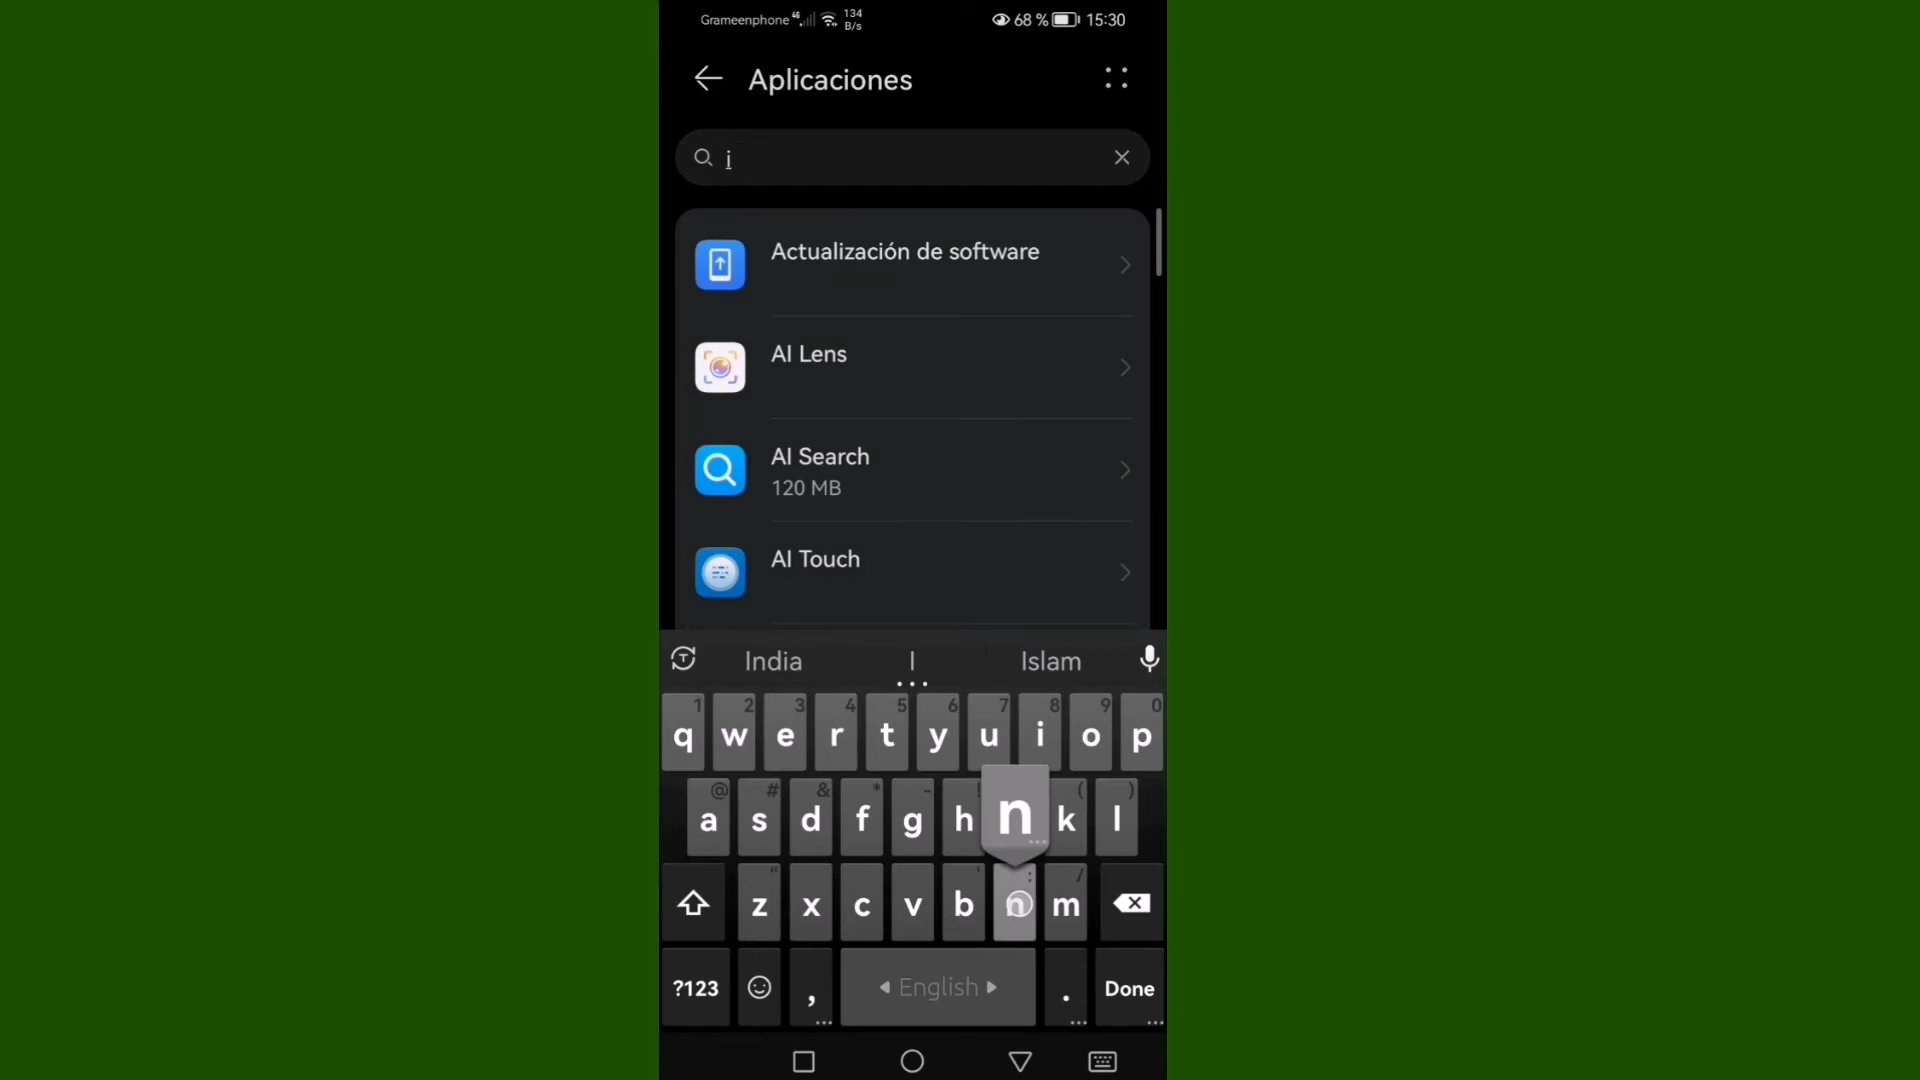 Grameenphone 4G 134 B/s 68 % 15:30
Aplicaciones
i
Actualización de software
AI Lens
AI Search
120 MB
AI Touch
India I Islam
1 2 3 4 5 6 7 8 9 0
q w e r t y u i o p
@ # & * - ! ( )
a s d f g h n k l
" ' : /
z x c v b n m
?123 , English . Done